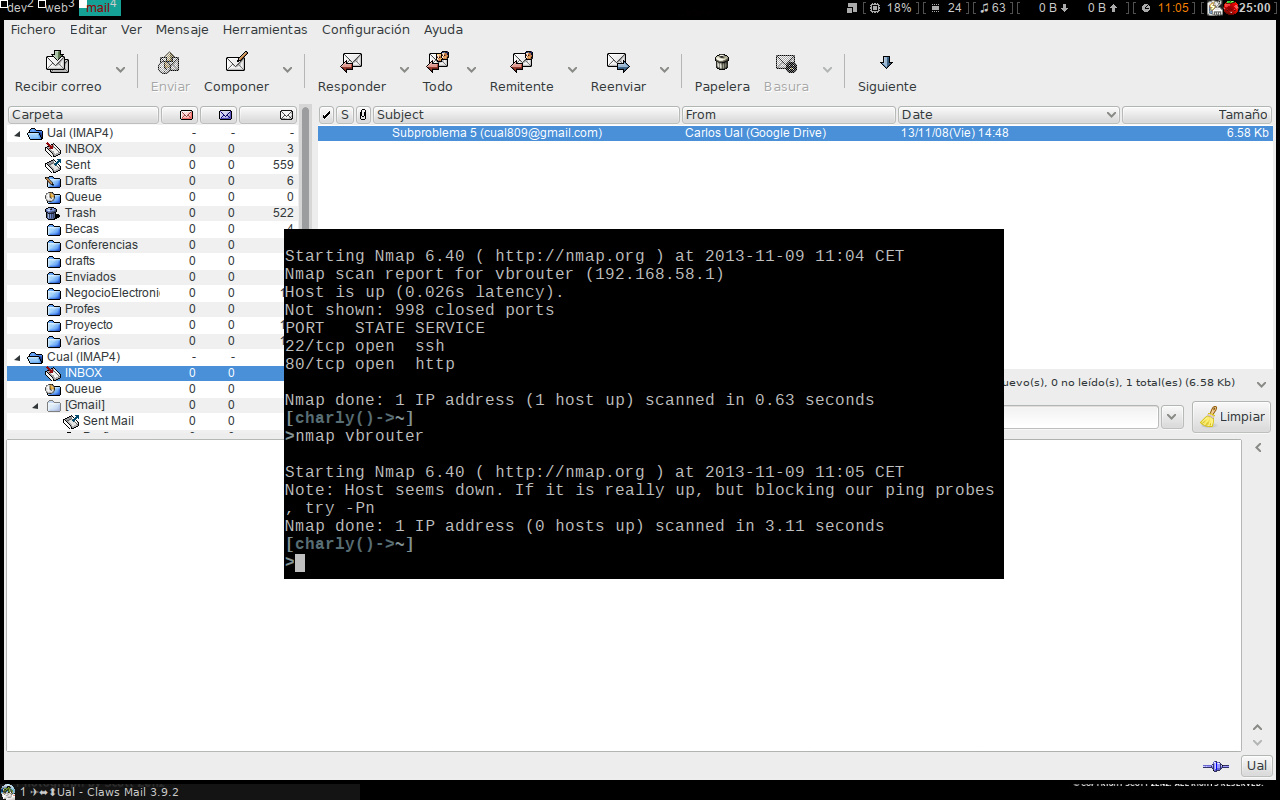 dev2 web3 mail4
18% ][ 24 ][ 63 ][ 0 B 0 B ][ 11:05 ][ 25:00
Fichero Editar Ver Mensaje Herramientas Configuración Ayuda
Recibir correo Enviar Componer Responder Todo Remitente Reenviar Papelera Basura Siguiente
Carpeta
S Subject From Date Tamaño
Ual (IMAP4) - - -
Subproblema 5 (cual809@gmail.com) Carlos Ual (Google Drive) 13/11/08(Vie) 14:48 6.58 Kb
INBOX 0 0 3
Sent 0 0 559
Drafts 0 0 6
Queue 0 0 0
Trash 0 0 522
Becas 0 0 4
Conferencias 0 0
drafts 0 0
Enviados 0 0
NegocioElectroni 0 0
Profes 0 0
Proyecto 0 0
Varios 0 0
Cual (IMAP4) - -
INBOX 0 0
Queue 0 0
[Gmail] 0 0
Sent Mail 0 0
Starting Nmap 6.40 ( http://nmap.org ) at 2013-11-09 11:04 CET
Nmap scan report for vbrouter (192.168.58.1)
Host is up (0.026s latency).
Not shown: 998 closed ports
PORT STATE SERVICE
22/tcp open ssh
80/tcp open http
Nmap done: 1 IP address (1 host up) scanned in 0.63 seconds
[charly()->~]
>nmap vbrouter
Starting Nmap 6.40 ( http://nmap.org ) at 2013-11-09 11:05 CET
Note: Host seems down. If it is really up, but blocking our ping probes
, try -Pn
Nmap done: 1 IP address (0 hosts up) scanned in 3.11 seconds
[charly()->~]
>
uevo(s), 0 no leído(s), 1 total(es) (6.58 Kb)
Limpiar
Ual
1 Ual - Claws Mail 3.9.2